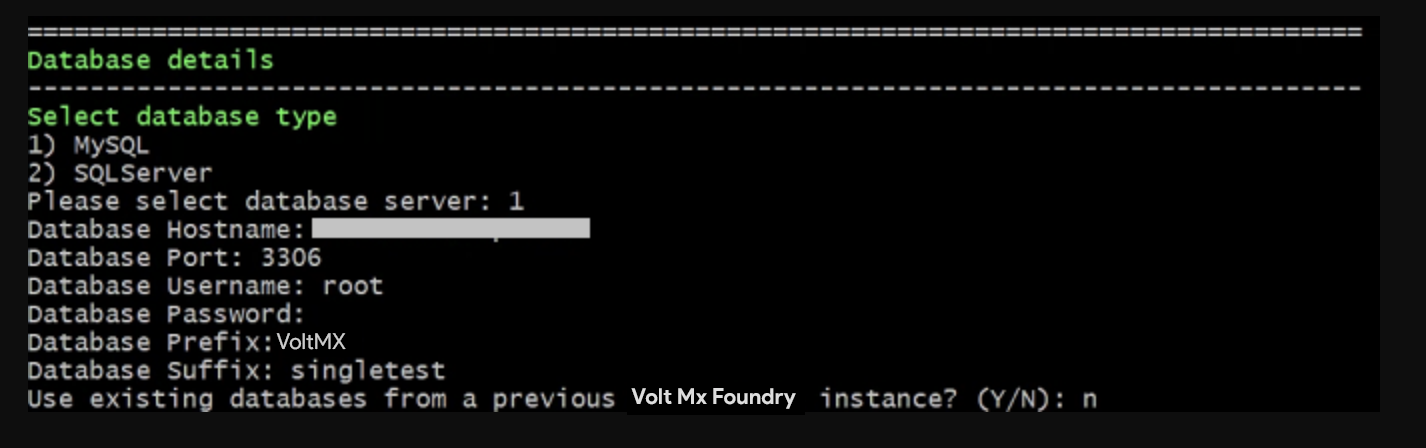 ================================================================================
Database details
--------------------------------------------------------------------------------
Select database type
1) MySQL
2) SQLServer
Please select database server: 1
Database Hostname:
Database Port: 3306
Database Username: root
Database Password:
Database Prefix:VoltMX
Database Suffix: singletest
Use existing databases from a previous Volt Mx Foundry instance? (Y/N): n